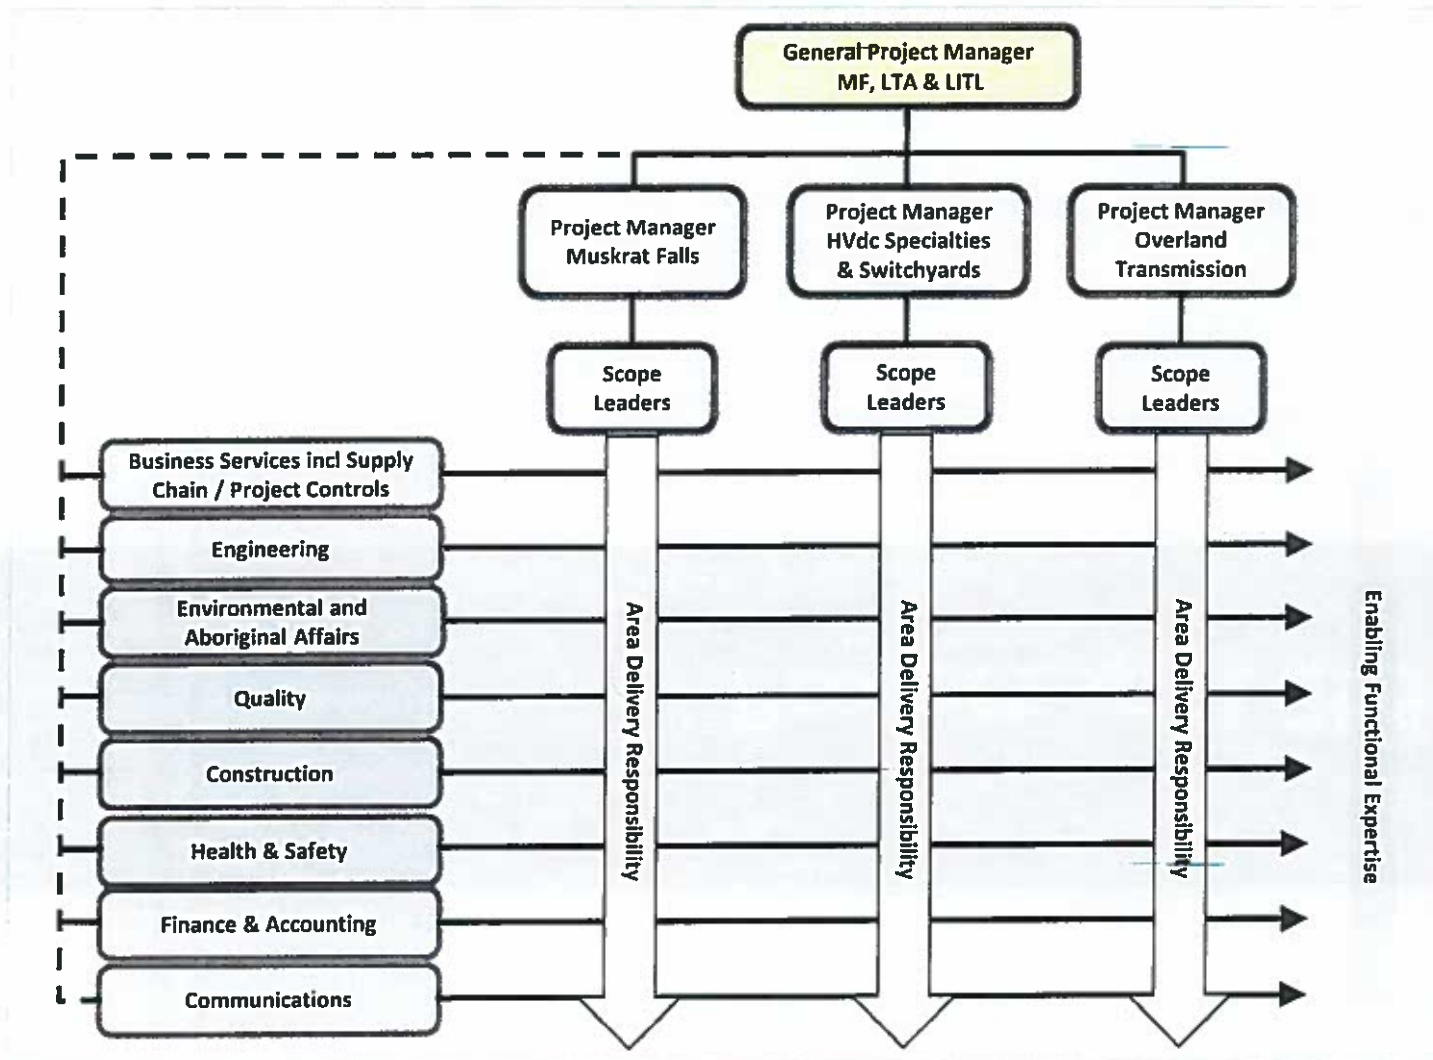 General Project Manager
MF, LTA & LITL
Project Manager
Muskrat Falls
Project Manager
HVdc Specialties
& Switchyards
Project Manager
Overland
Transmission
Scope
Leaders
Scope
Leaders
Scope
Leaders
Business Services incl Supply
Chain / Project Controls
Engineering
Environmental and
Aboriginal Affairs
Quality
Construction
Health & Safety
Finance & Accounting
Communications
Area Delivery Responsibility
Area Delivery Responsibility
Area Delivery Responsibility
Enabling Functional Expertise